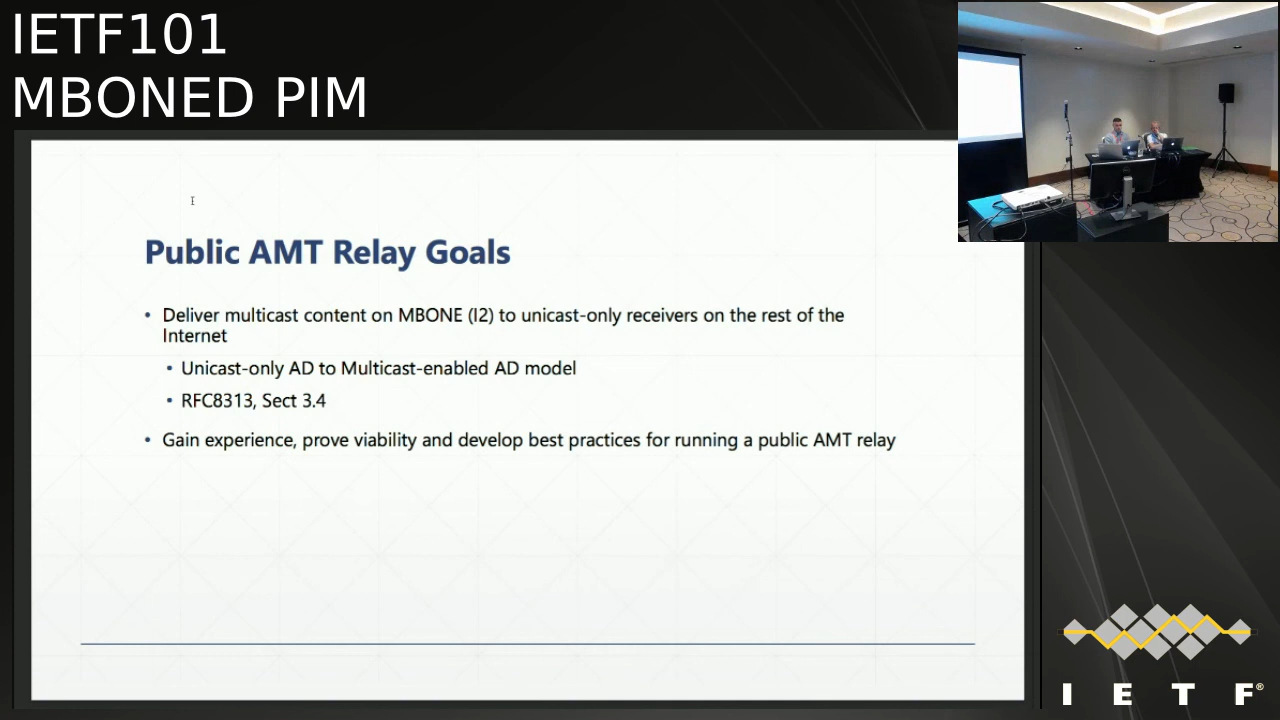 IETF101
MBONED PIM
Public AMT Relay Goals
• Deliver multicast content on MBONE (I2) to unicast-only receivers on the rest of the
Internet
• Unicast-only AD to Multicast-enabled AD model
• RFC8313, Sect 3.4
• Gain experience, prove viability and develop best practices for running a public AMT relay
I E T F®